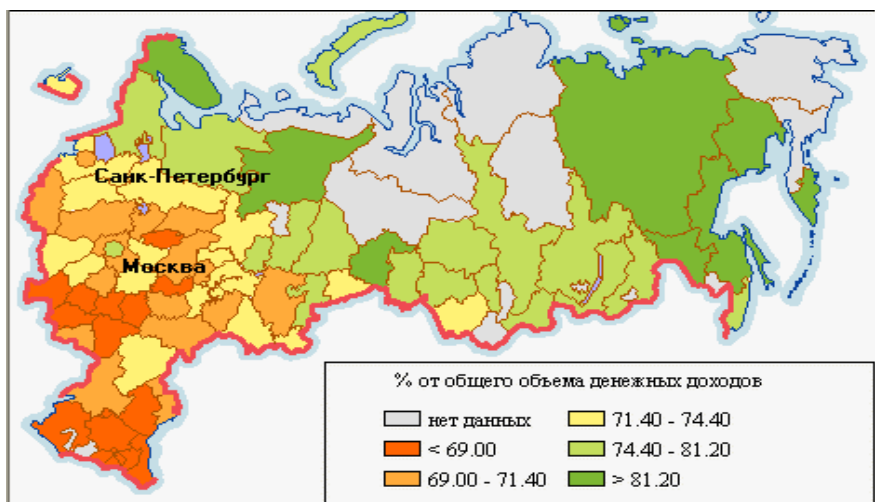 Санк-Петербург
Москва
% от общего объема денежных доходов
нет данных
< 69.00
69.00 - 71.40
71.40 - 74.40
74.40 - 81.20
> 81.20